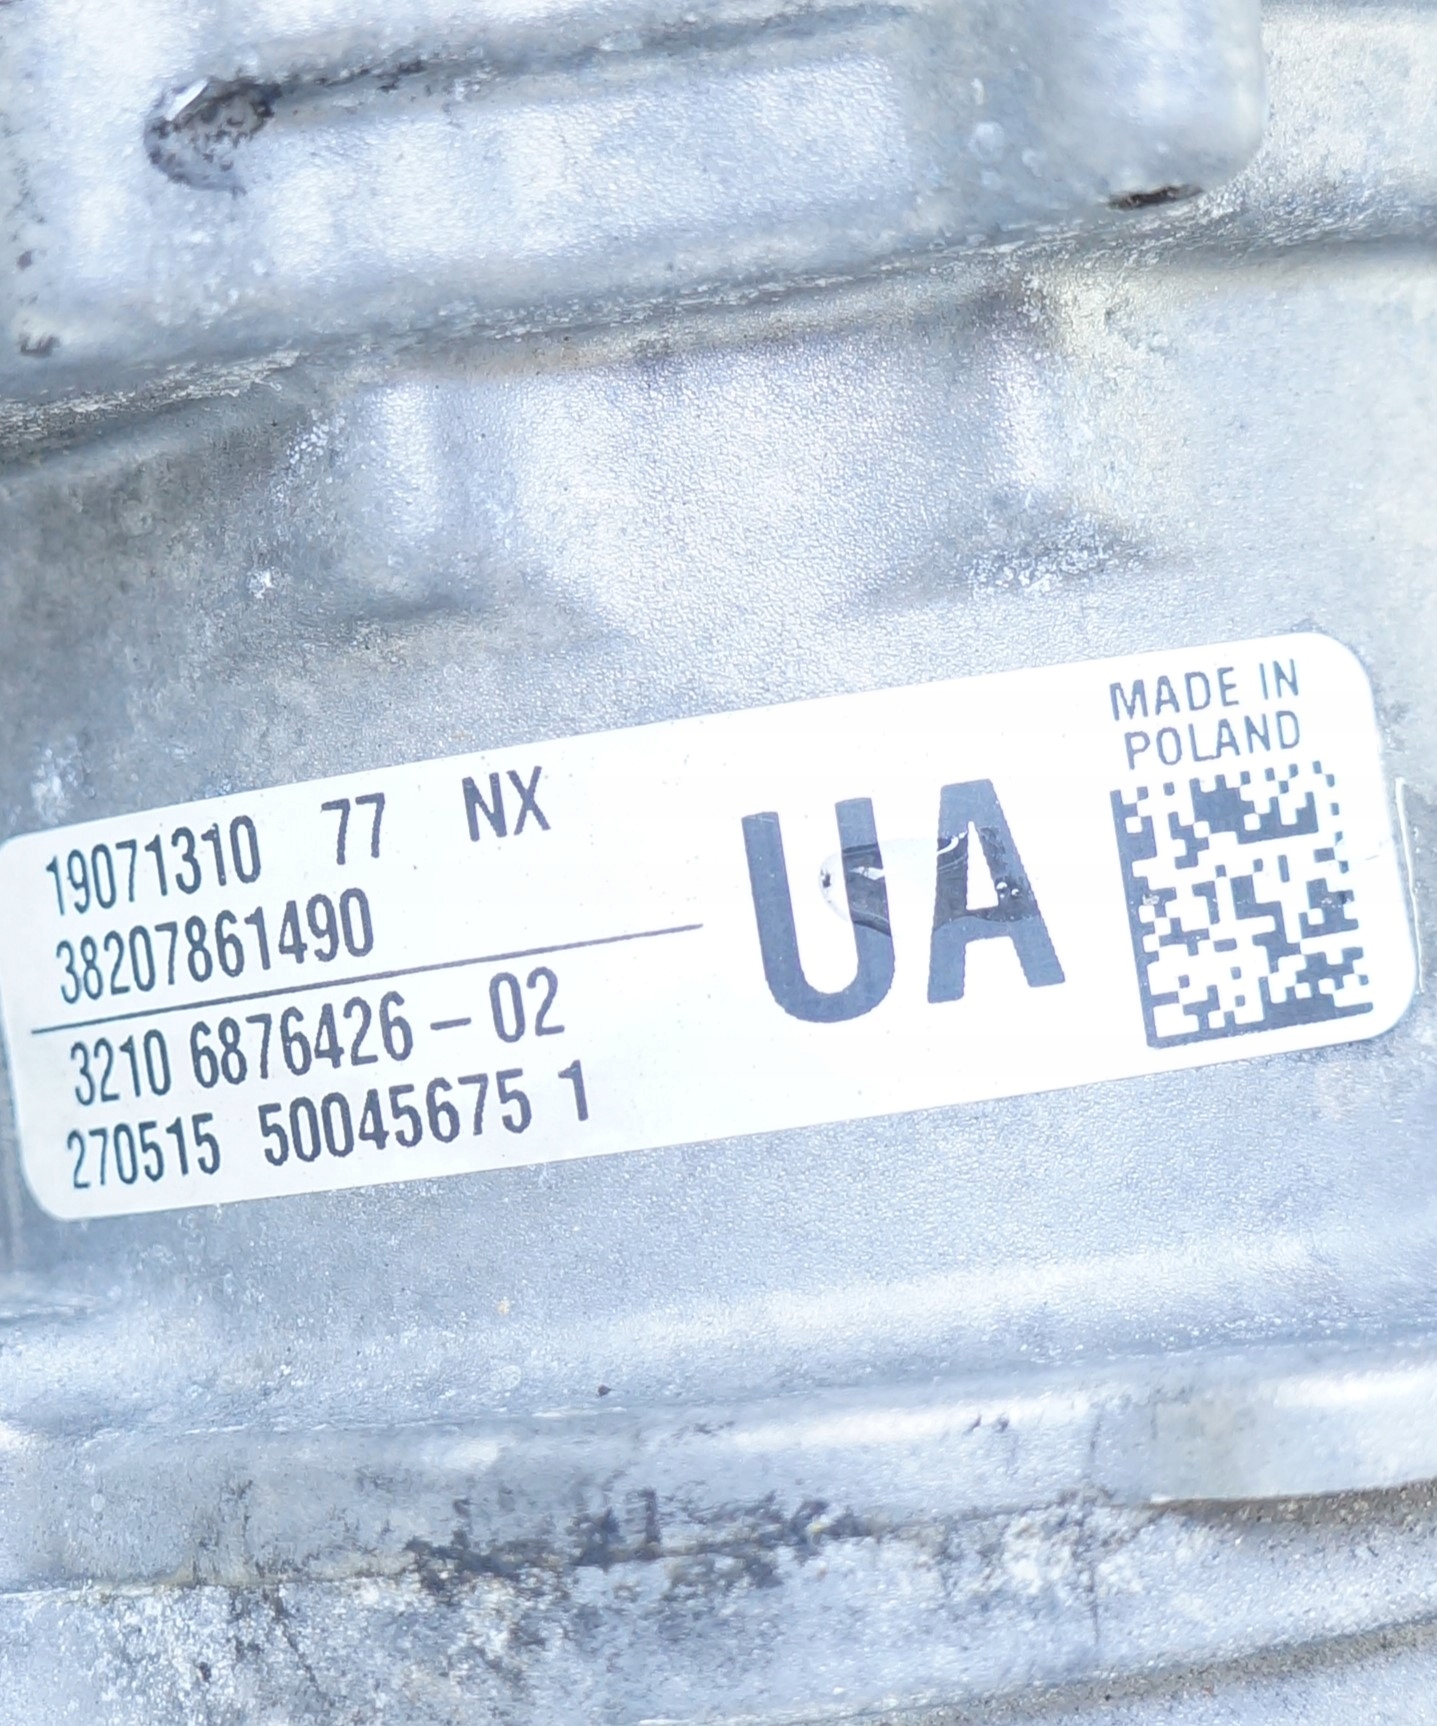 19071310 77 NX
38207861490
3210 6876426-02
270515 50045675 1
UA
MADE IN
POLAND